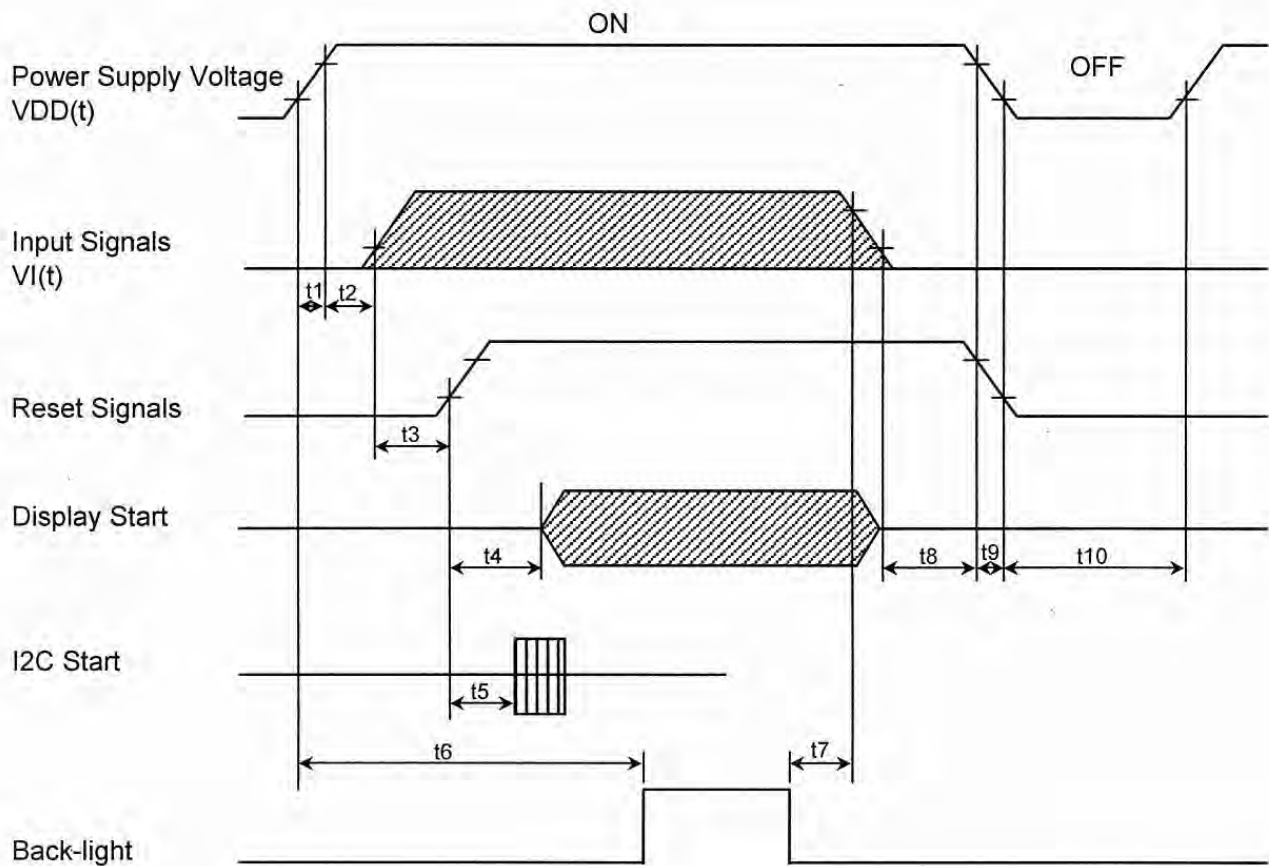 ON
Power Supply Voltage
VDD(t)
OFF
Input Signals
VI(t)
t1 t2
Reset Signals
t3
Display Start
t4
t8 t9 t10
I2C Start
t5
t6
t7
Back-light